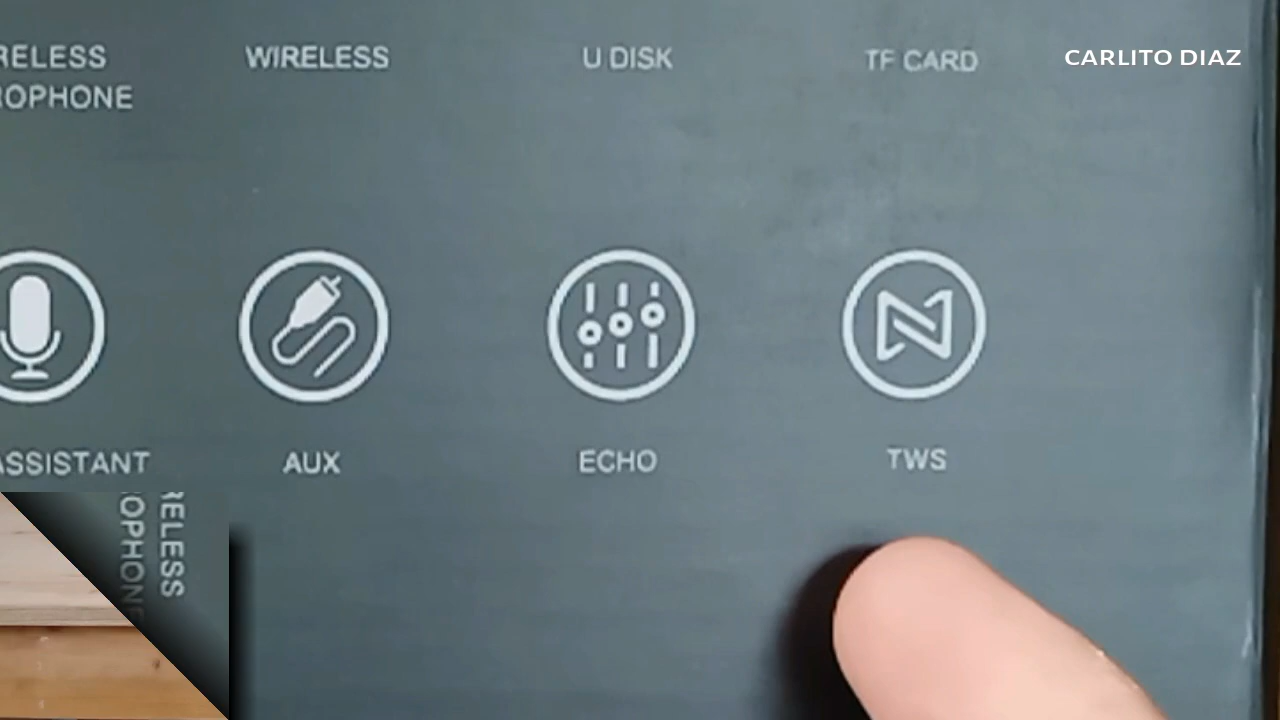 RELESS
ROPHONE
WIRELESS
U DISK
TF CARD
CARLITO DIAZ
ASSISTANT
AUX
ECHO
TWS
RELESS
OPHONE